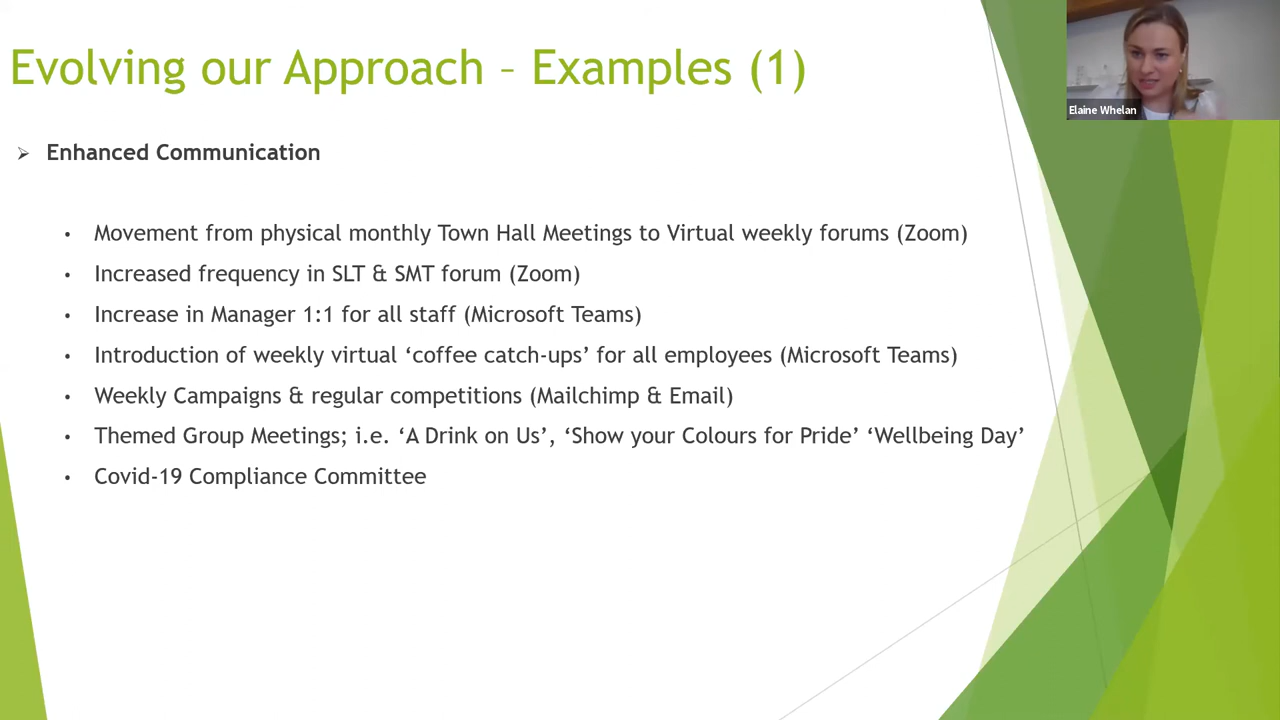 Evolving our Approach – Examples (1)
Elaine Whelan
Enhanced Communication
Movement from physical monthly Town Hall Meetings to Virtual weekly forums (Zoom)
Increased frequency in SLT & SMT forum (Zoom)
Increase in Manager 1:1 for all staff (Microsoft Teams)
Introduction of weekly virtual ‘coffee catch-ups’ for all employees (Microsoft Teams)
Weekly Campaigns & regular competitions (Mailchimp & Email)
Themed Group Meetings; i.e. ‘A Drink on Us’, ‘Show your Colours for Pride’ ‘Wellbeing Day’
Covid-19 Compliance Committee